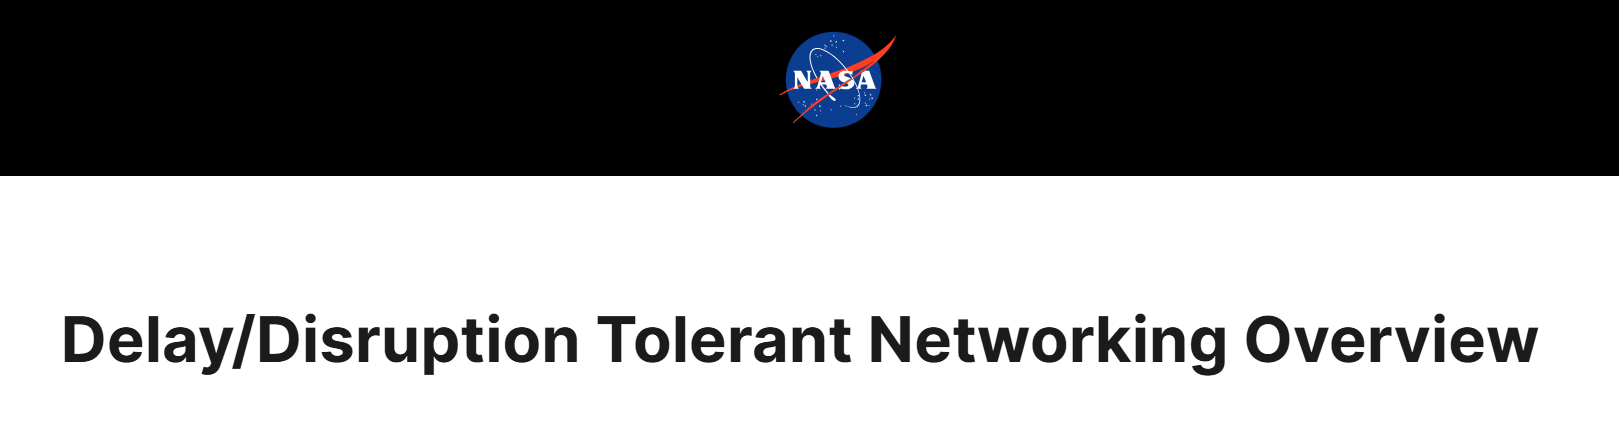 NASA
Delay/Disruption Tolerant Networking Overview